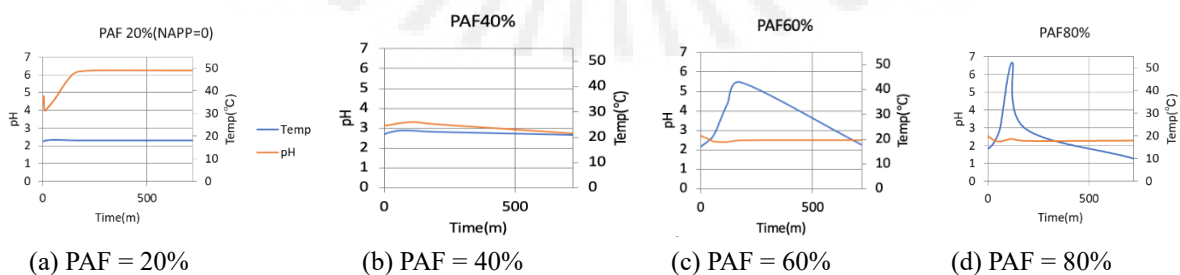 PAF 20%(NAPP=0)
7
6
5
4
3
2
1
0
pH
50
40
30
20
10
0
Temp(℃)
0
500
Time(m)
Temp
pH
(a) PAF = 20%
PAF40%
7
6
5
4
3
2
1
0
pH
50
40
30
20
10
0
Temp(℃)
0
500
Time(m)
(b) PAF = 40%
PAF60%
7
6
5
4
3
2
1
0
pH
50
40
30
20
10
0
Temp(℃)
0
500
Time(m)
(c) PAF = 60%
PAF80%
7
6
5
4
3
2
1
0
pH
50
40
30
20
10
0
Temp(℃)
0
500
Time(m)
(d) PAF = 80%